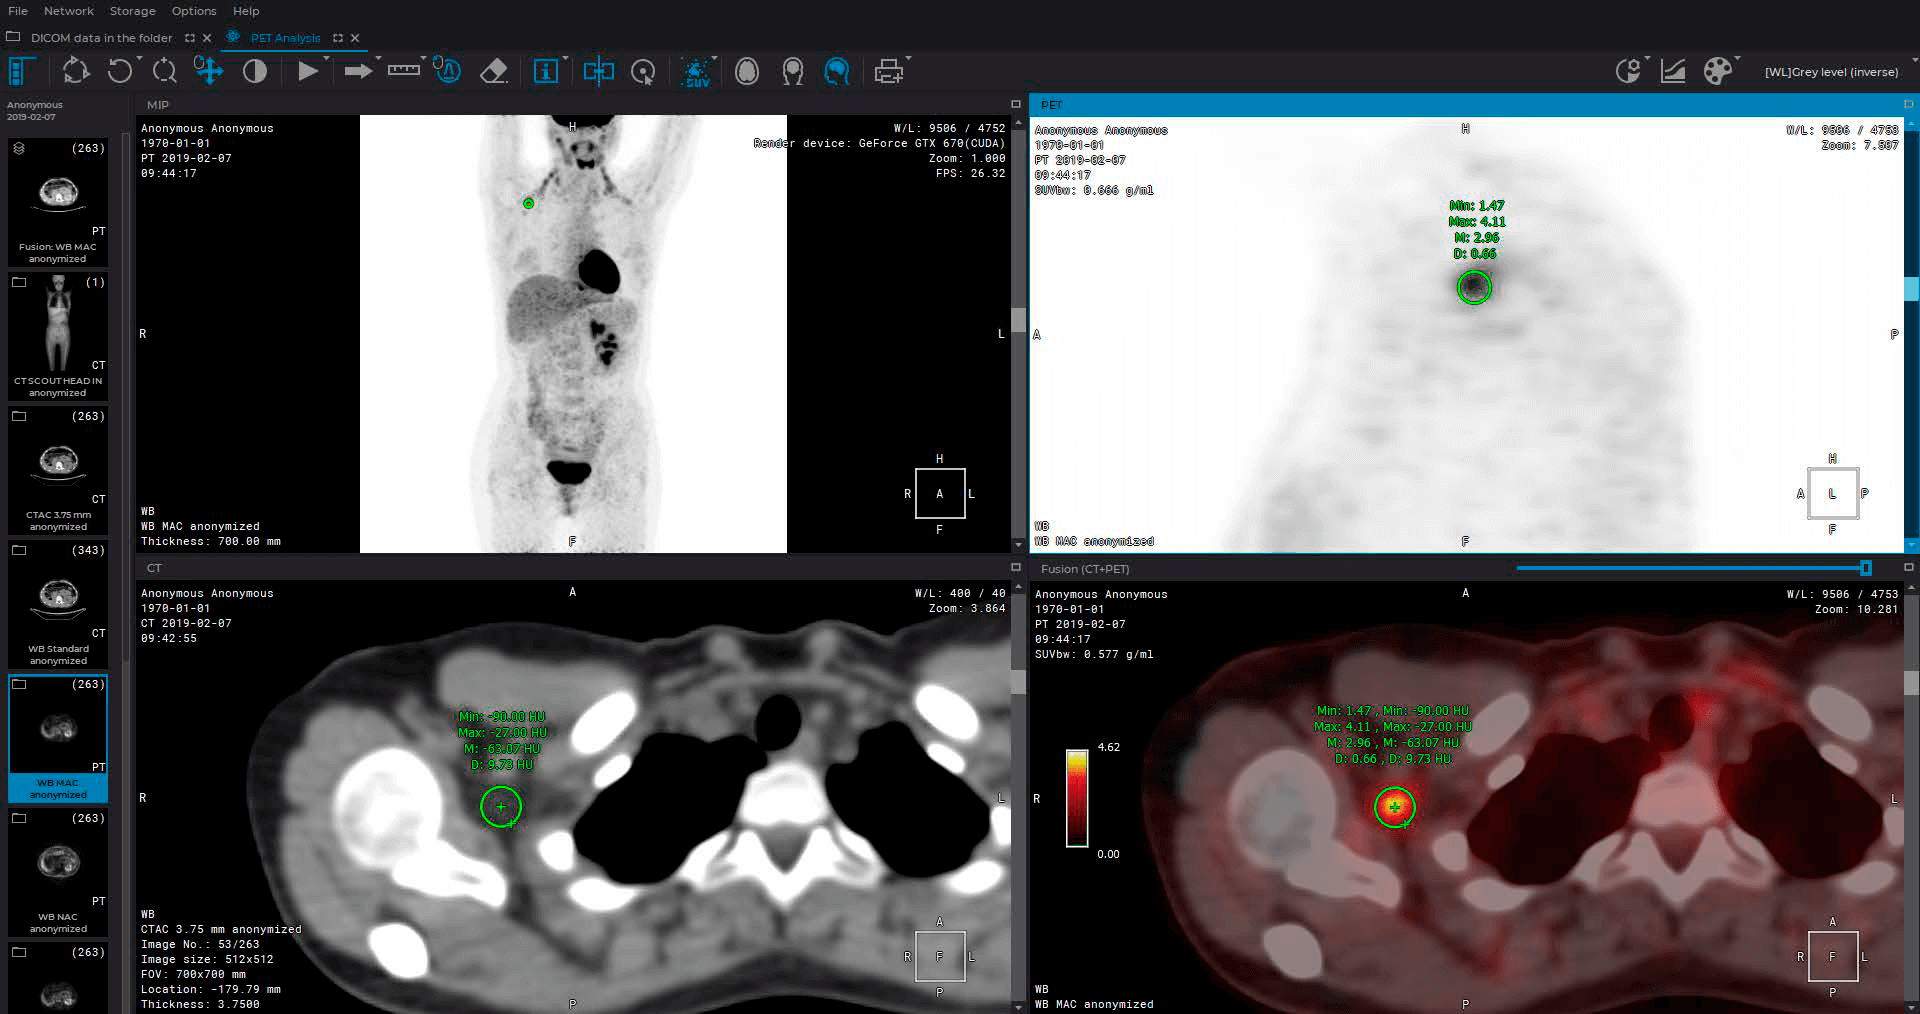 File Network Storage Options Help
DICOM data in the folder PET Analysis
SUV
[WL]Grey level (inverse)
Anonymous
2019-02-07
(263)
PT
Fusion: WB MAC
anonymized
(1)
CT
CT SCOUT HEAD IN
anonymized
(263)
CT
CTAC 3.75 mm
anonymized
(343)
CT
WB Standard
anonymized
(263)
PT
WB MAC
anonymized
(263)
PT
WB NAC
anonymized
(263)
MIP
Anonymous Anonymous
1970-01-01
PT 2019-02-07
09:44:17
H
W/L: 9506 / 4752
Render device: GeForce GTX 670(CUDA)
Zoom: 1.000
FPS: 26.32
R
L
WB
WB MAC anonymized
Thickness: 700.00 mm
F
H
R A L
F
PET
Anonymous Anonymous
1970-01-01
PT 2019-02-07
09:44:17
SUVbw: 0.666 g/ml
H
W/L: 9506 / 4753
Zoom: 7.507
Min: 1.47
Max: 4.11
M: 2.96
D: 0.66
A
P
WB
WB MAC anonymized
F
H
A L P
F
CT
Anonymous Anonymous
1970-01-01
CT 2019-02-07
09:42:55
A
W/L: 400 / 40
Zoom: 3.864
Min: -90.00 HU
Max: -27.00 HU
M: -63.07 HU
D: 9.73 HU
R
L
WB
CTAC 3.75 mm anonymized
Image No.: 53/263
Image size: 512x512
FOV: 700x700 mm
Location: -179.79 mm
Thickness: 3.7500
P
A
R F L
P
Fusion (CT+PET)
Anonymous Anonymous
1970-01-01
PT 2019-02-07
09:44:17
SUVbw: 0.577 g/ml
A
W/L: 9506 / 4753
Zoom: 10.281
Min: 1.47 , Min: -90.00 HU
Max: 4.11 , Max: -27.00 HU
M: 2.96 , M: -63.07 HU
D: 0.66 , D: 9.73 HU
4.62
0.00
R
L
WB
WB MAC anonymized
P
A
R F L
P